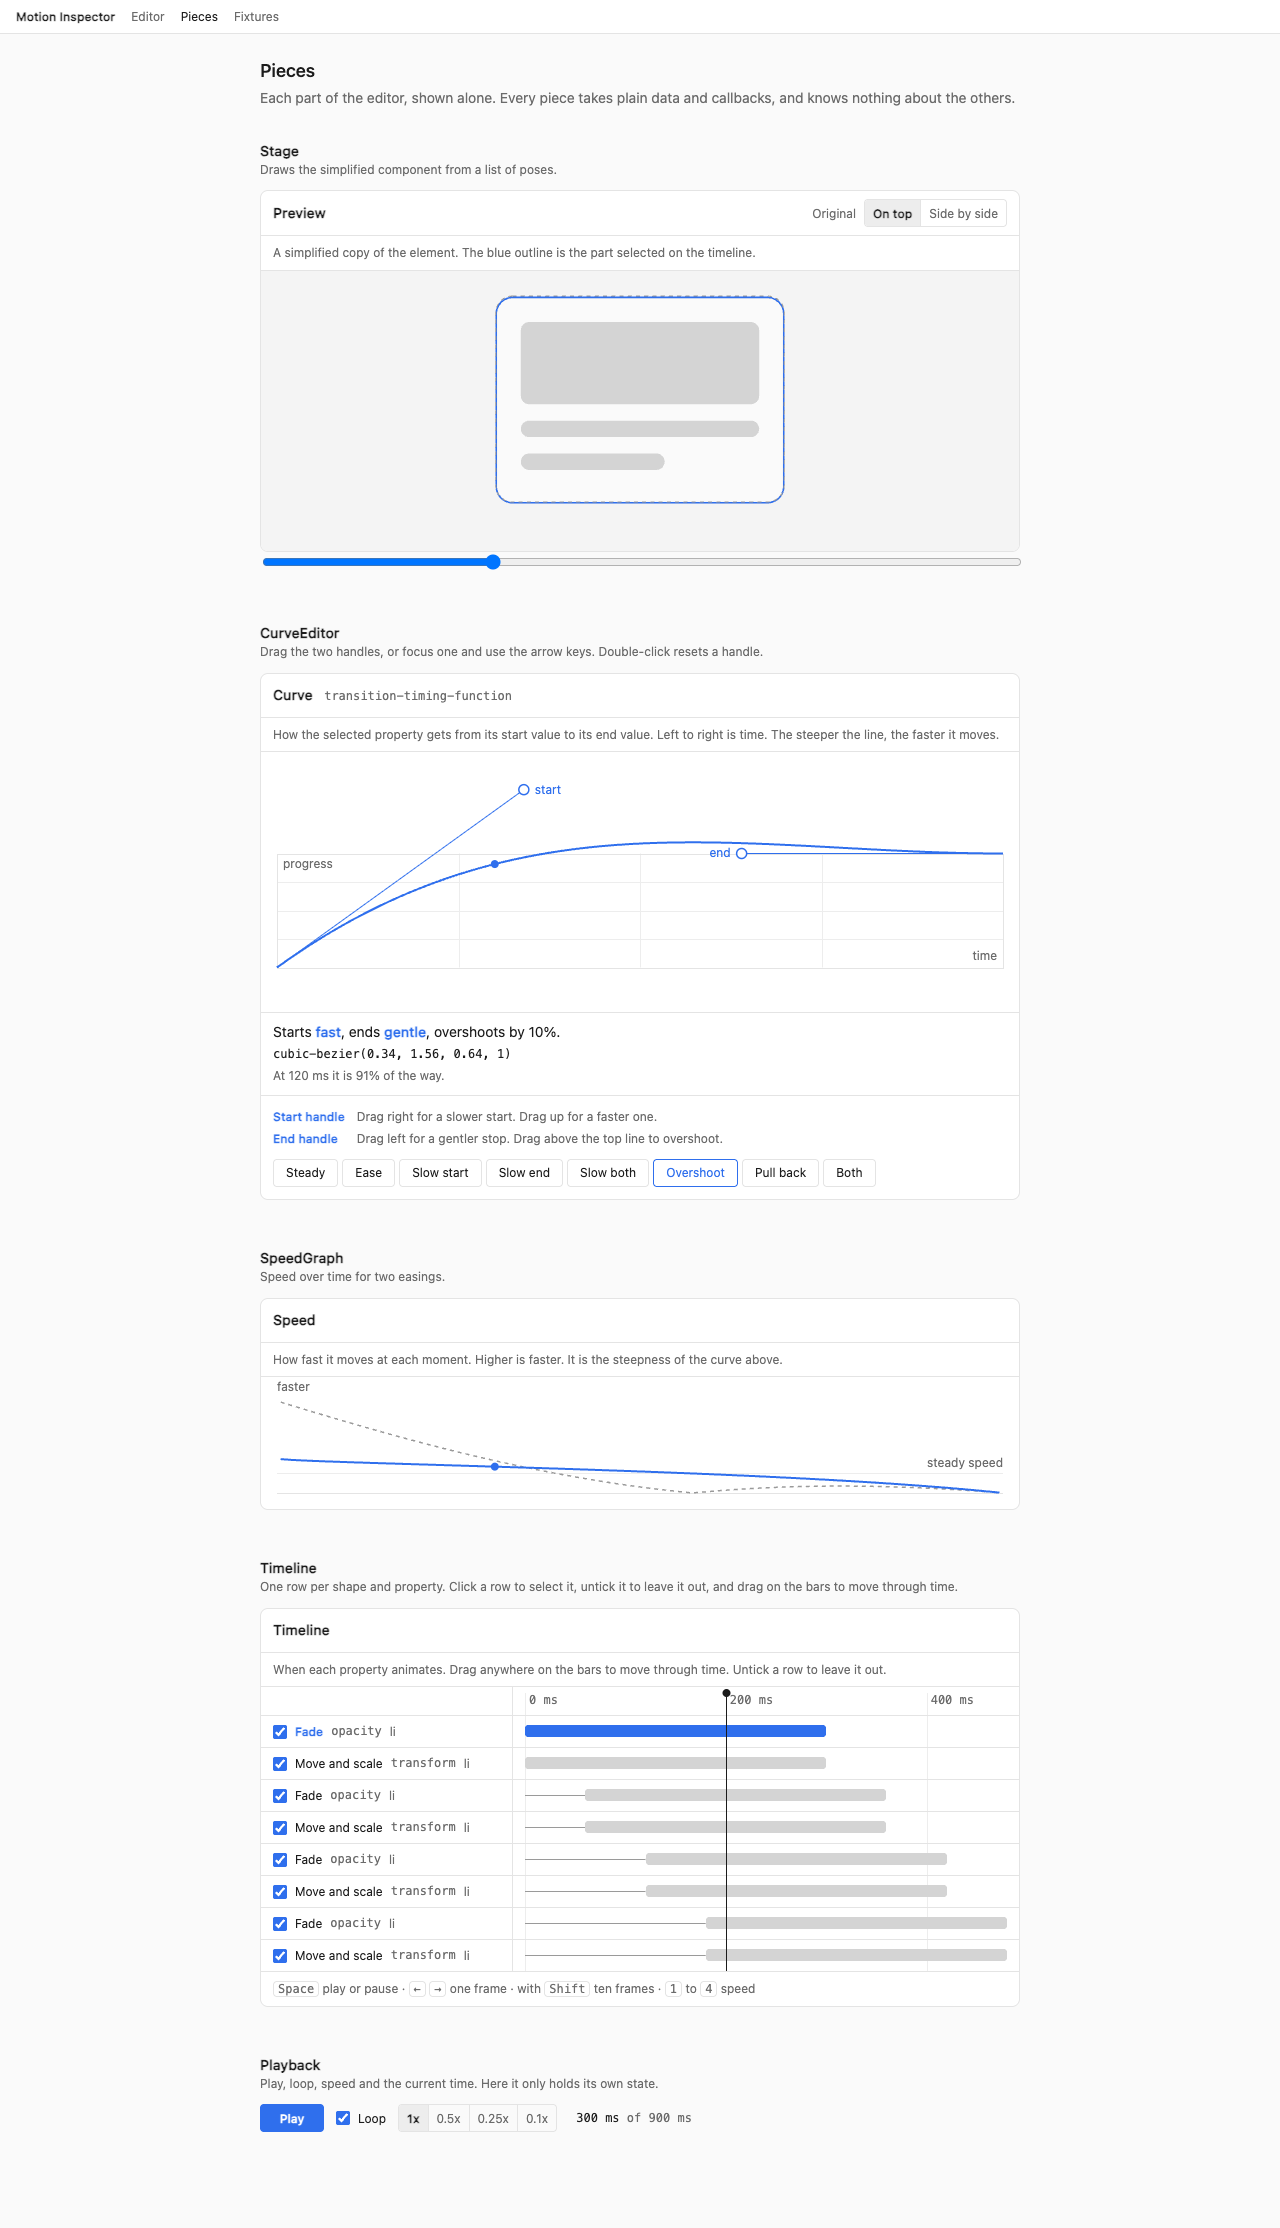 Motion Inspector Editor Pieces Fixtures
Pieces
Each part of the editor, shown alone. Every piece takes plain data and callbacks, and knows nothing about the others.
Stage
Draws the simplified component from a list of poses.
Preview Original On top Side by side
A simplified copy of the element. The blue outline is the part selected on the timeline.
CurveEditor
Drag the two handles, or focus one and use the arrow keys. Double-click resets a handle.
Curve transition-timing-function
How the selected property gets from its start value to its end value. Left to right is time. The steeper the line, the faster it moves.
start
end
progress
time
Starts fast, ends gentle, overshoots by 10%.
cubic-bezier(0.34, 1.56, 0.64, 1)
At 120 ms it is 91% of the way.
Start handle Drag right for a slower start. Drag up for a faster one.
End handle Drag left for a gentler stop. Drag above the top line to overshoot.
Steady Ease Slow start Slow end Slow both Overshoot Pull back Both
SpeedGraph
Speed over time for two easings.
Speed
How fast it moves at each moment. Higher is faster. It is the steepness of the curve above.
faster
steady speed
Timeline
One row per shape and property. Click a row to select it, untick it to leave it out, and drag on the bars to move through time.
Timeline
When each property animates. Drag anywhere on the bars to move through time. Untick a row to leave it out.
0 ms 200 ms 400 ms
Fade opacity li
Move and scale transform li
Fade opacity li
Move and scale transform li
Fade opacity li
Move and scale transform li
Fade opacity li
Move and scale transform li
Space play or pause · ← → one frame · with Shift ten frames · 1 to 4 speed
Playback
Play, loop, speed and the current time. Here it only holds its own state.
Play Loop 1x 0.5x 0.25x 0.1x 300 ms of 900 ms